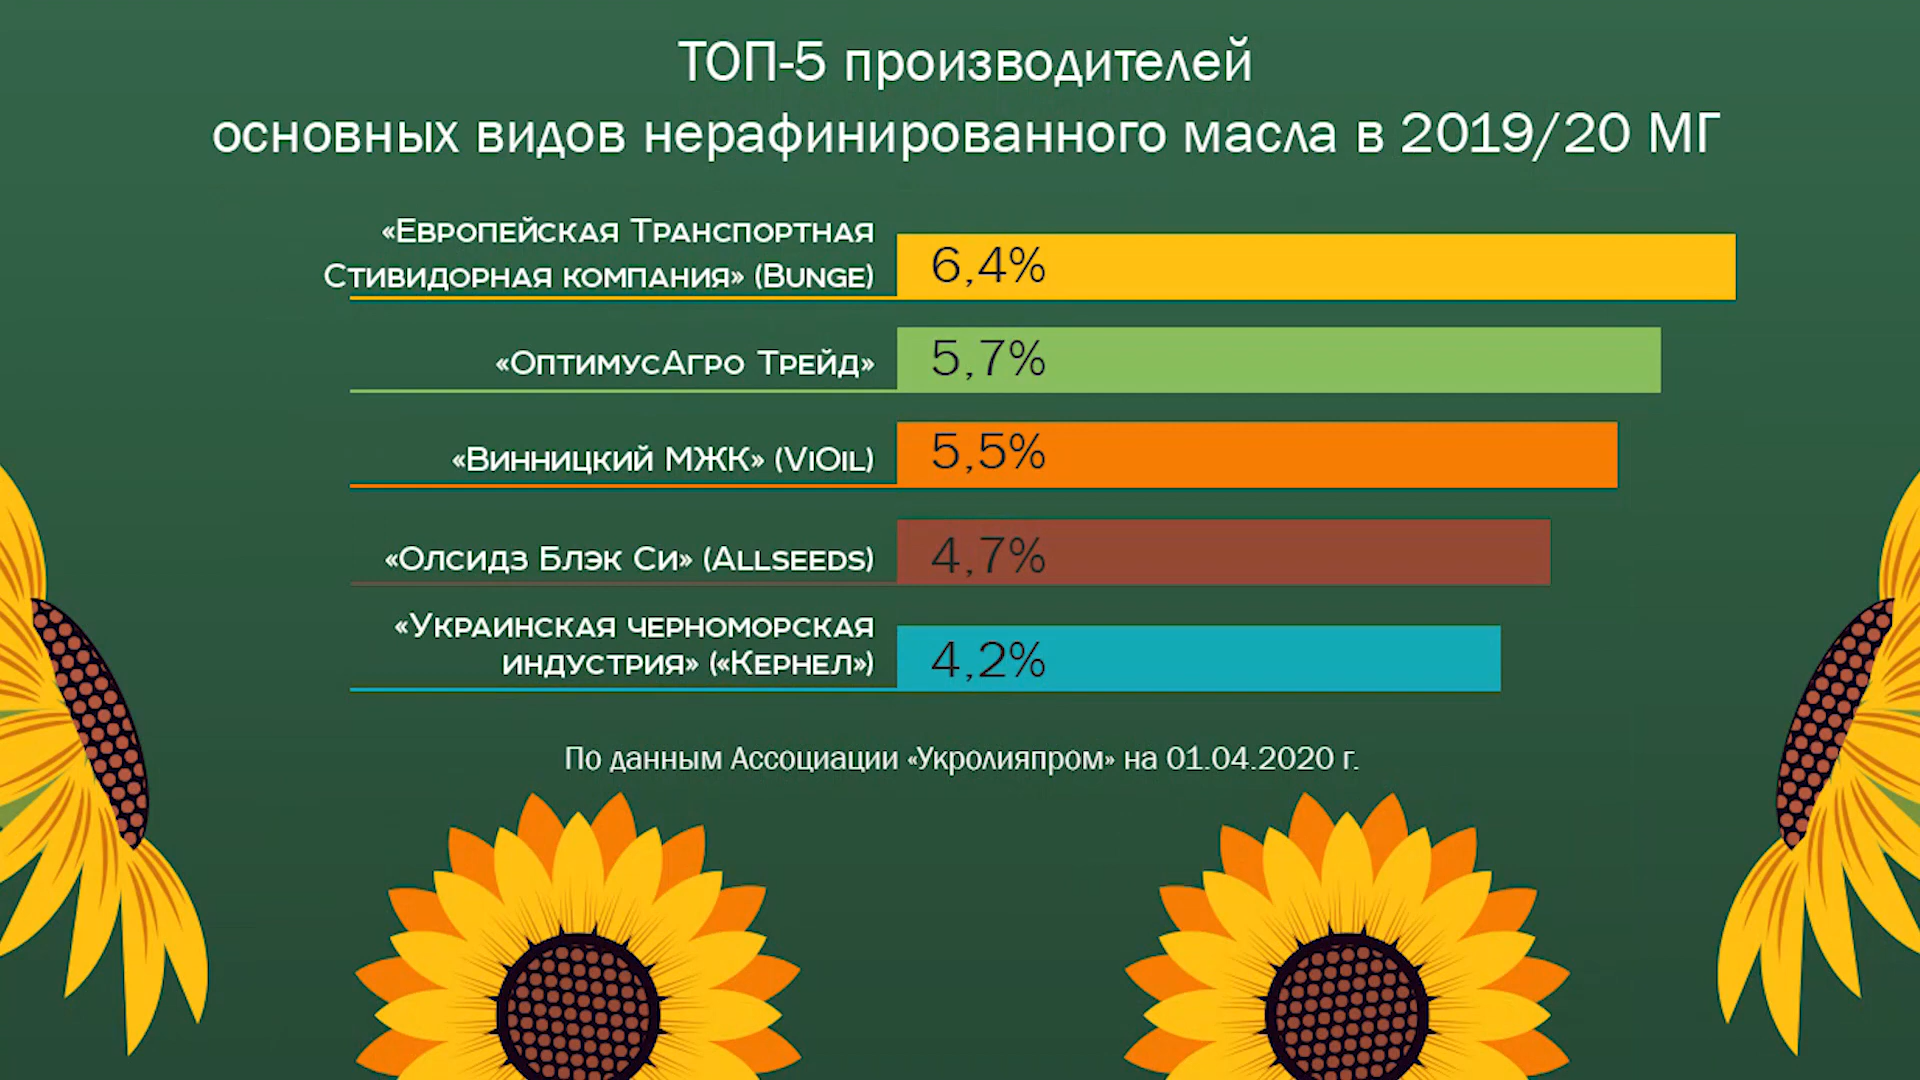 ТОП-5 производителей
основных видов нерафинированного масла в 2019/20 МГ
«Европейская Транспортная
Стивидорная компания» (Bunge)
6,4%
«ОптимусАгро Трейд»
5,7%
«Винницкий МЖК» (ViOil)
5,5%
«Олсидз Блэк Си» (Allseeds)
4,7%
«Украинская черноморская
индустрия» («Кернел»)
4,2%
По данным Ассоциации «Укролияпром» на 01.04.2020 г.